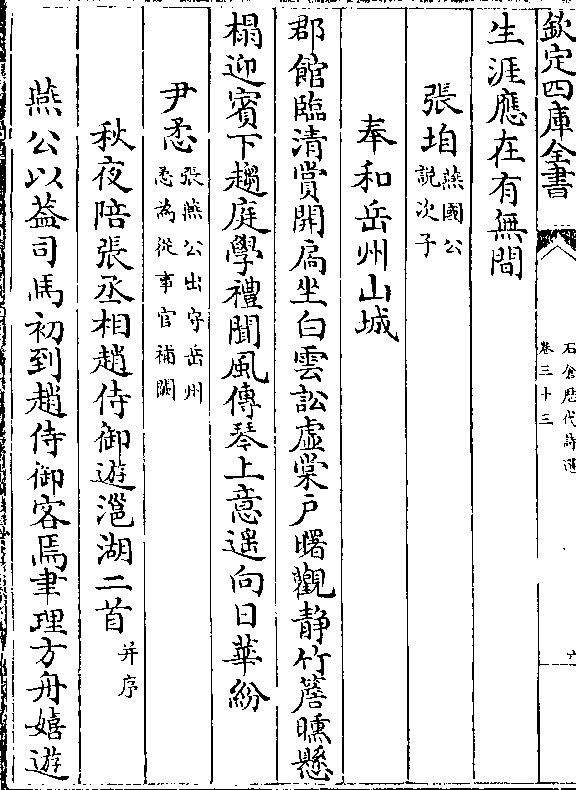 欽定四庫全書
石倉歷代詩選
卷三十三
生涯應在有無間
張垍 燕國公
說次子
奉和岳州山城
郡館臨清賞開扃坐白雲訟虛棠戶曙觀静竹簷曛懸
榻迎賓下趨庭學禮聞風傳琴上意遥向日華紛
尹懋 張燕公出守岳州
懋為從事官補闕
秋夜陪張丞相趙侍御遊㴩湖二首 并序
燕公以葢司馬初到趙侍御客焉聿理方舟嬉遊